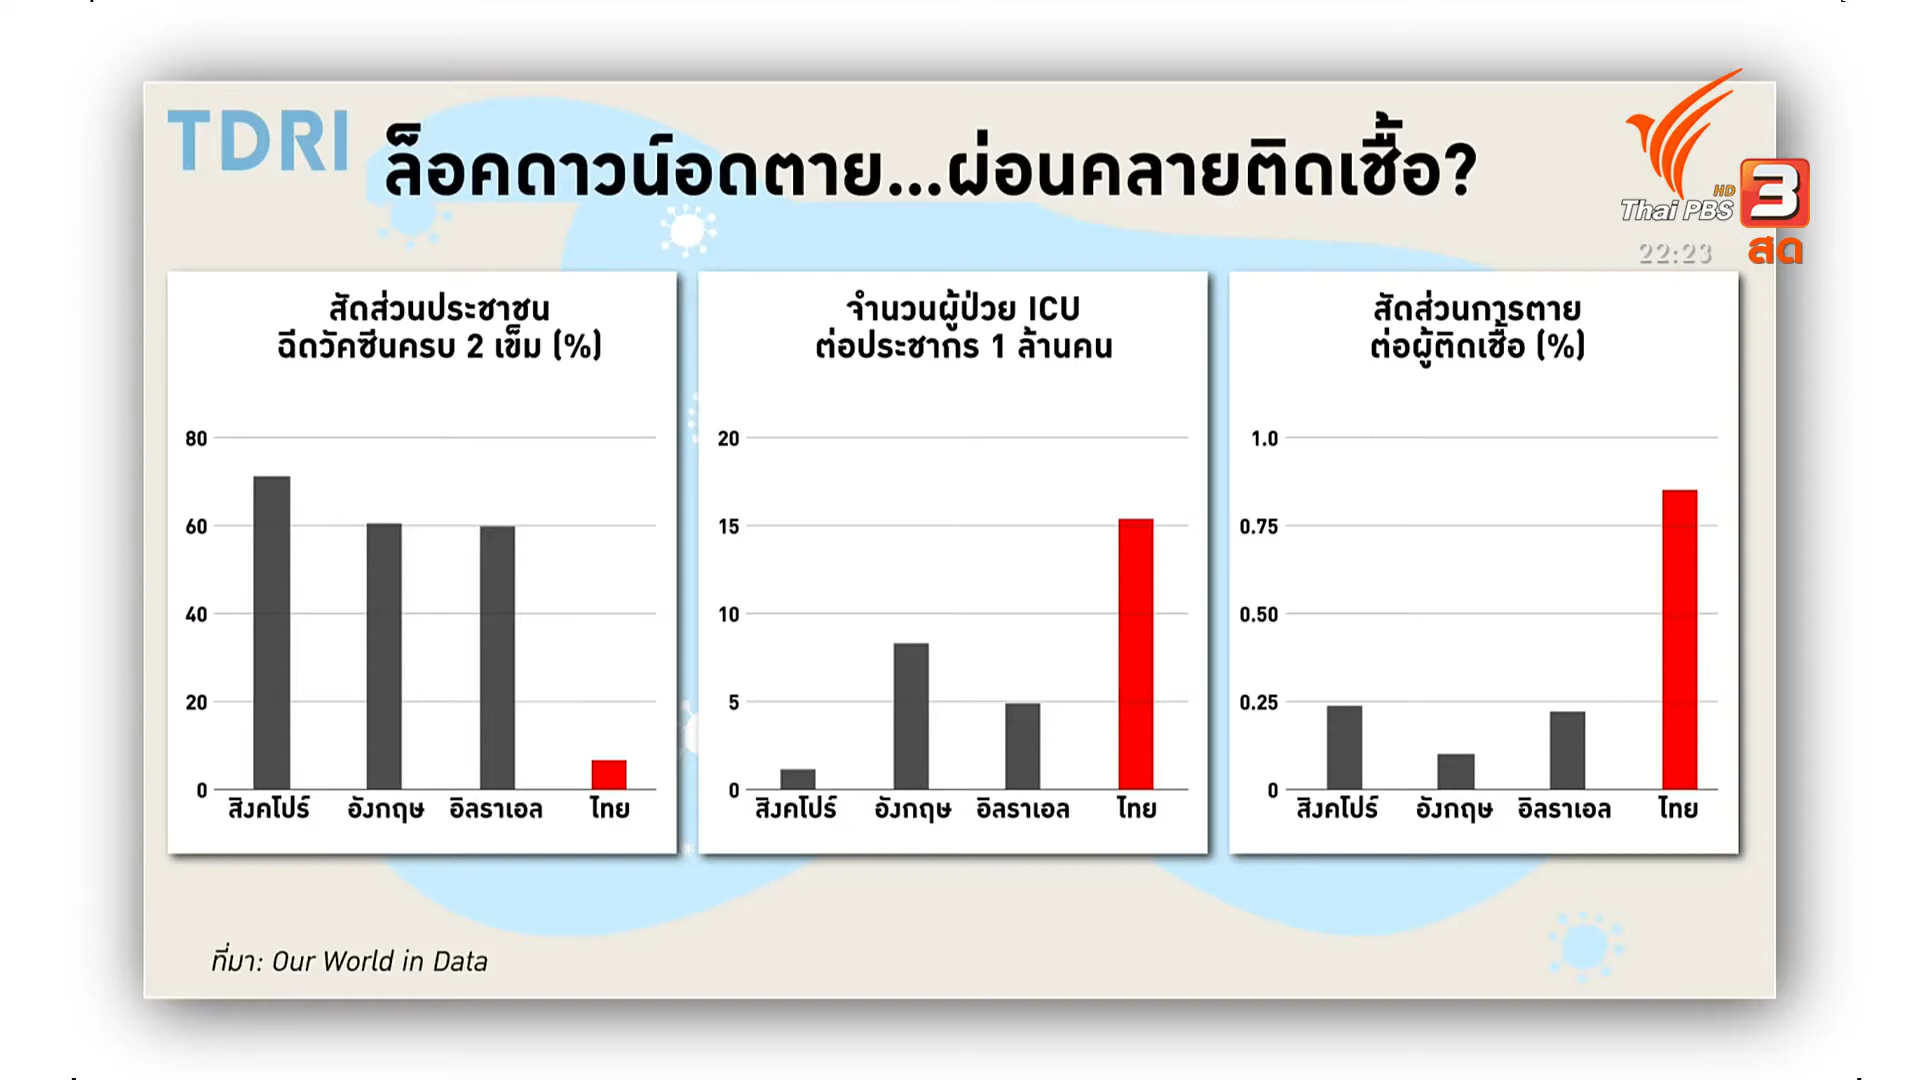 TDRI
ล็อคดาวน์อดตาย...ผ่อนคลายติดเชื้อ?
HD
Thai PBS
3
22:23
สด
สัดส่วนประชาชน
ฉีดวัคซีนครบ 2 เข็ม (%)
80
60
40
20
0
สิงคโปร์ อังกฤษ อิสราเอล ไทย
จำนวนผู้ป่วย ICU
ต่อประชากร 1 ล้านคน
20
15
10
5
0
สิงคโปร์ อังกฤษ อิสราเอล ไทย
สัดส่วนการตาย
ต่อผู้ติดเชื้อ (%)
1.0
0.75
0.50
0.25
0
สิงคโปร์ อังกฤษ อิสราเอล ไทย
ที่มา: Our World in Data